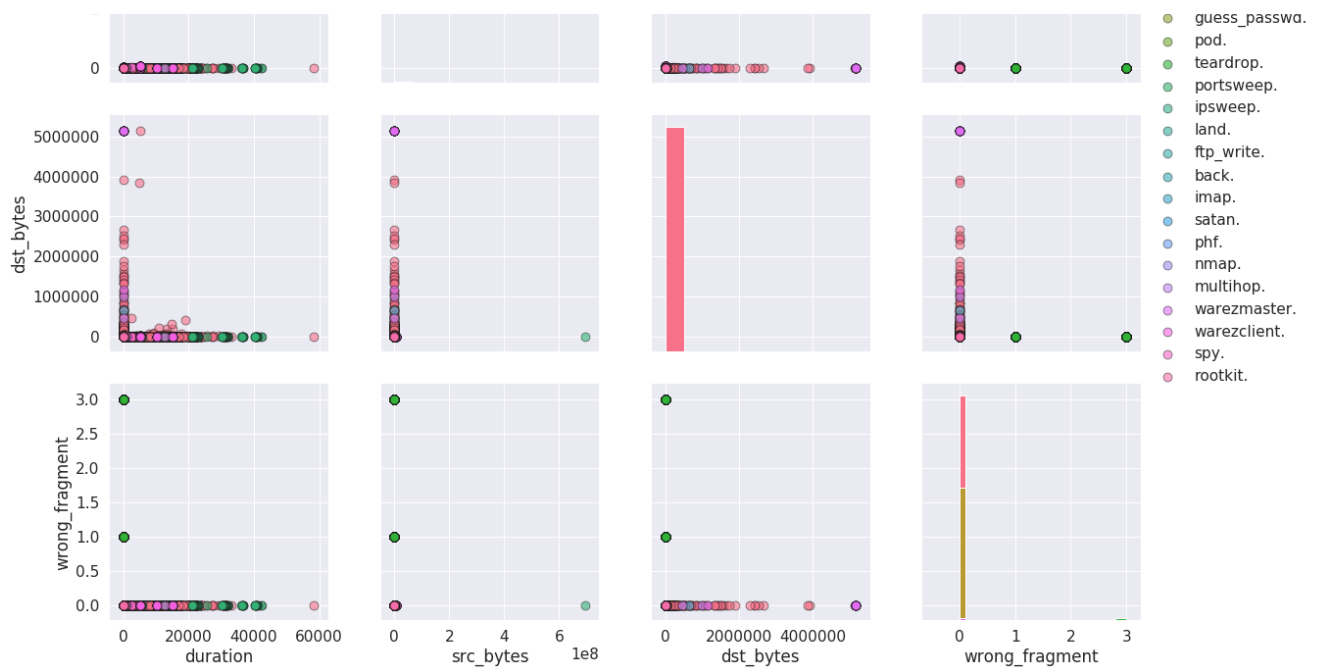 guess_passwd.
pod.
teardrop.
portsweep.
ipsweep.
land.
ftp_write.
back.
imap.
satan.
phf.
nmap.
multihop.
warezmaster.
warezclient.
spy.
rootkit.
0
dst_bytes
5000000
4000000
3000000
2000000
1000000
0
wrong_fragment
3.0
2.5
2.0
1.5
1.0
0.5
0.0
0 20000 40000 60000
duration
0 2 4 6
1e8
src_bytes
0 20000000 4000000
dst_bytes
0 1 2 3
wrong_fragment